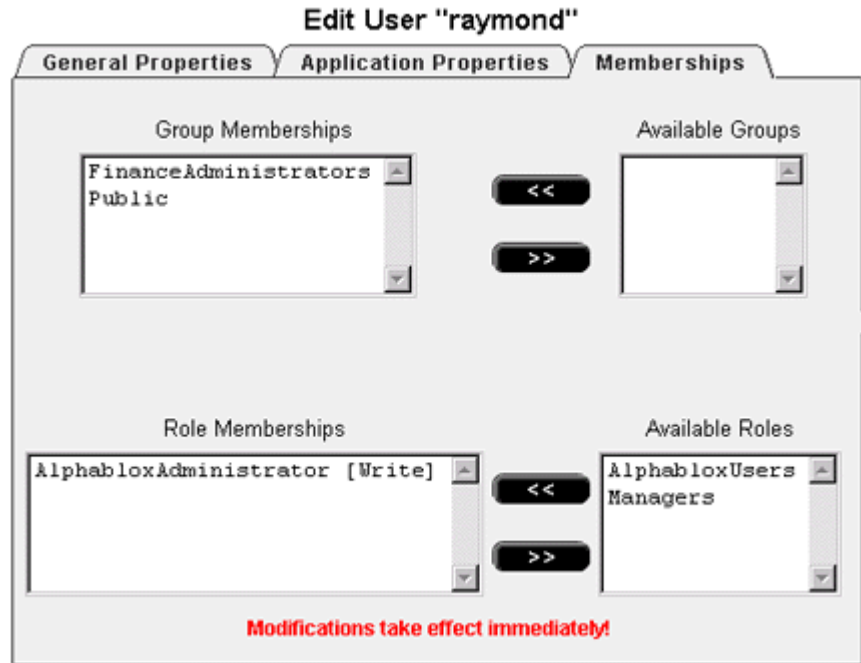 Edit User "raymond"
General Properties
Application Properties
Memberships
Group Memberships
Available Groups
FinanceAdministrators
Public
<<
>>
Role Memberships
Available Roles
AlphabloxAdministrator [Write]
<<
>>
AlphabloxUsers
Managers
Modifications take effect immediately!